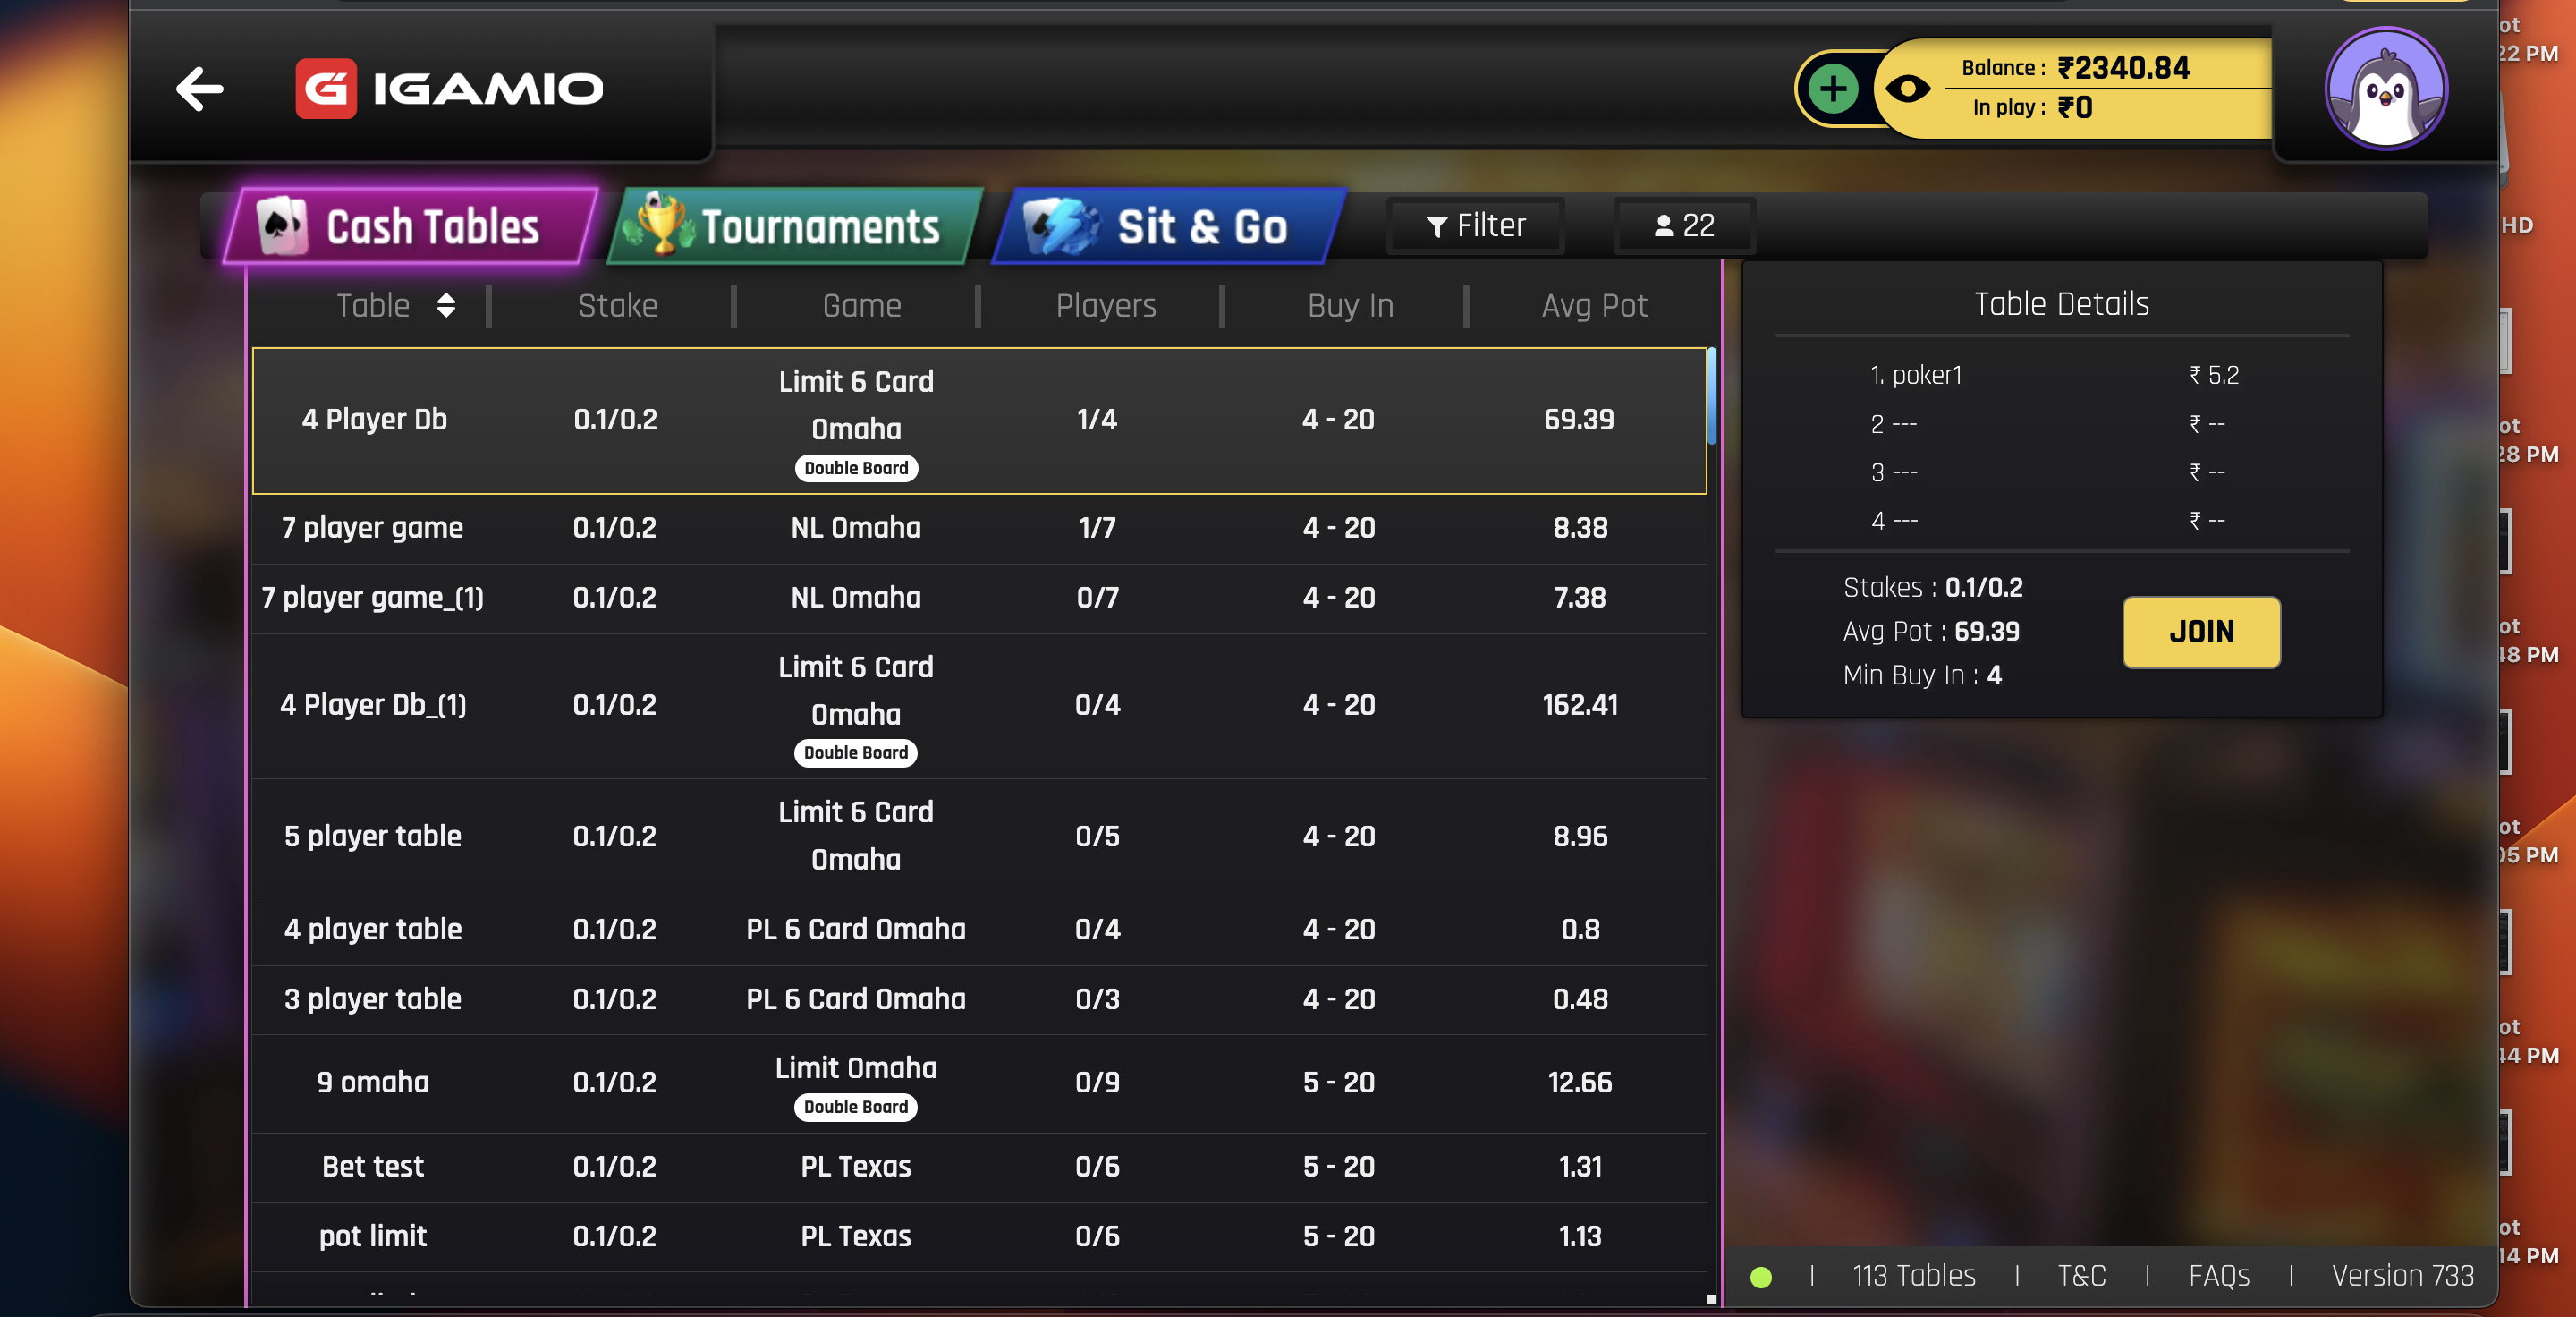 IGAMIO
Balance : ₹2340.84
In play : ₹0
Cash Tables
Tournaments
Sit & Go
Filter
22
Table
Stake
Game
Players
Buy In
Avg Pot
4 Player Db 0.1/0.2 Limit 6 Card 1/4 4 - 20 69.39
Omaha
Double Board
7 player game 0.1/0.2 NL Omaha 1/7 4 - 20 8.38
7 player game_(1) 0.1/0.2 NL Omaha 0/7 4 - 20 7.38
4 Player Db_(1) 0.1/0.2 Limit 6 Card 0/4 4 - 20 162.41
Omaha
Double Board
5 player table 0.1/0.2 Limit 6 Card 0/5 4 - 20 8.96
Omaha
4 player table 0.1/0.2 PL 6 Card Omaha 0/4 4 - 20 0.8
3 player table 0.1/0.2 PL 6 Card Omaha 0/3 4 - 20 0.48
9 omaha 0.1/0.2 Limit Omaha 0/9 5 - 20 12.66
Double Board
Bet test 0.1/0.2 PL Texas 0/6 5 - 20 1.31
pot limit 0.1/0.2 PL Texas 0/6 5 - 20 1.13
Table Details
1. poker1 ₹ 5.2
2 --- ₹ --
3 --- ₹ --
4 --- ₹ --
Stakes : 0.1/0.2
Avg Pot : 69.39
Min Buy In : 4
JOIN
113 Tables | T&C | FAQs | Version 733
ot
22 PM
HD
ot
28 PM
ot
48 PM
ot
05 PM
ot
44 PM
ot
14 PM